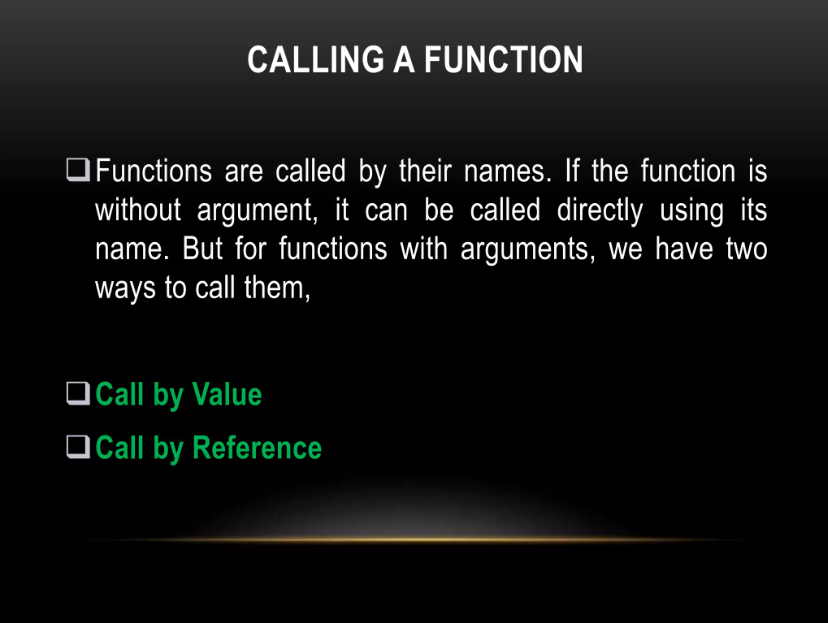 CALLING A FUNCTION
Functions are called by their names. If the function is
without argument, it can be called directly using its
name. But for functions with arguments, we have two
ways to call them,
Call by Value
Call by Reference